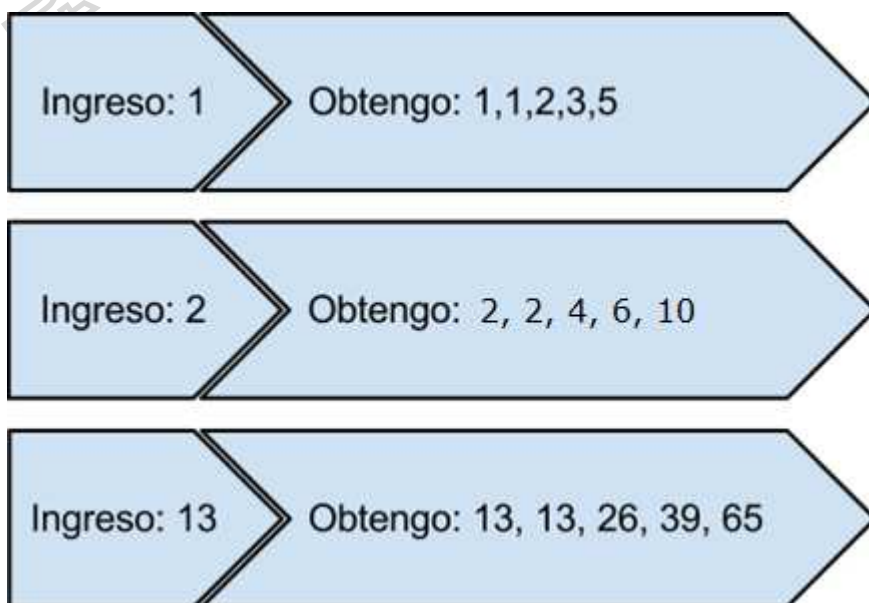 Ingreso: 1 Obtengo: 1,1,2,3,5
Ingreso: 2 Obtengo: 2, 2, 4, 6, 10
Ingreso: 13 Obtengo: 13, 13, 26, 39, 65